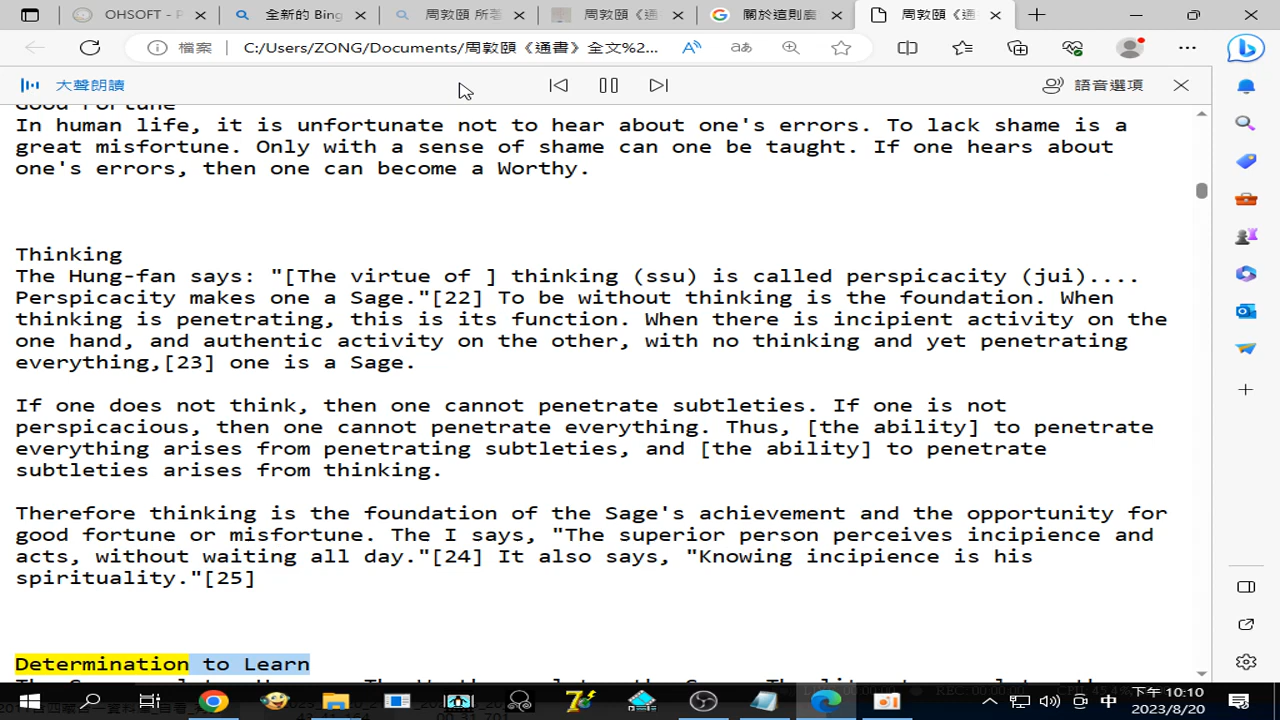 OHSOFT - P
全新的 Bing
周敦頤 所著
周敦頤《通
關於這則廟
周敦頤《通
檔案
C:/Users/ZONG/Documents/周敦頤《通書》全文%2...
大聲朗讀
語音選項
Good Fortune
In human life, it is unfortunate not to hear about one's errors. To lack shame is a
great misfortune. Only with a sense of shame can one be taught. If one hears about
one's errors, then one can become a Worthy.
Thinking
The Hung-fan says: "[The virtue of ] thinking (ssu) is called perspicacity (jui)....
Perspicacity makes one a Sage."[22] To be without thinking is the foundation. When
thinking is penetrating, this is its function. When there is incipient activity on the
one hand, and authentic activity on the other, with no thinking and yet penetrating
everything,[23] one is a Sage.
If one does not think, then one cannot penetrate subtleties. If one is not
perspicacious, then one cannot penetrate everything. Thus, [the ability] to penetrate
everything arises from penetrating subtleties, and [the ability] to penetrate
subtleties arises from thinking.
Therefore thinking is the foundation of the Sage's achievement and the opportunity for
good fortune or misfortune. The I says, "The superior person perceives incipience and
acts, without waiting all day."[24] It also says, "Knowing incipience is his
spirituality."[25]
Determination to Learn
中
下午 10:10
2023/8/20